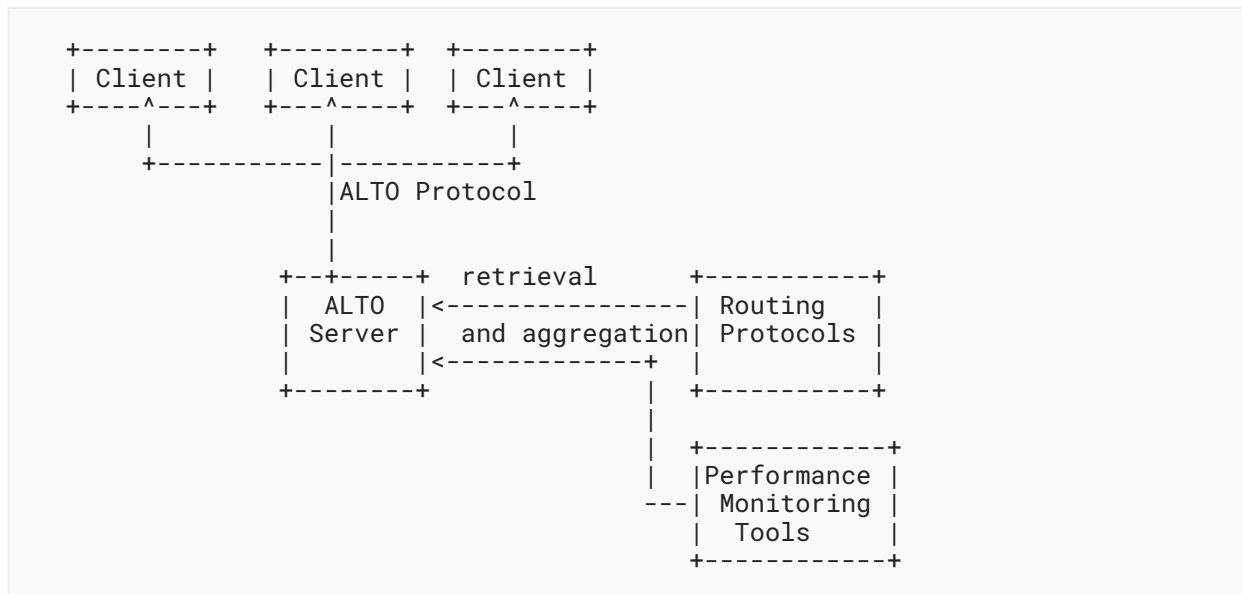 Client Client Client
ALTO Protocol
retrieval
ALTO Routing
Server and aggregation Protocols
Performance
Monitoring
Tools